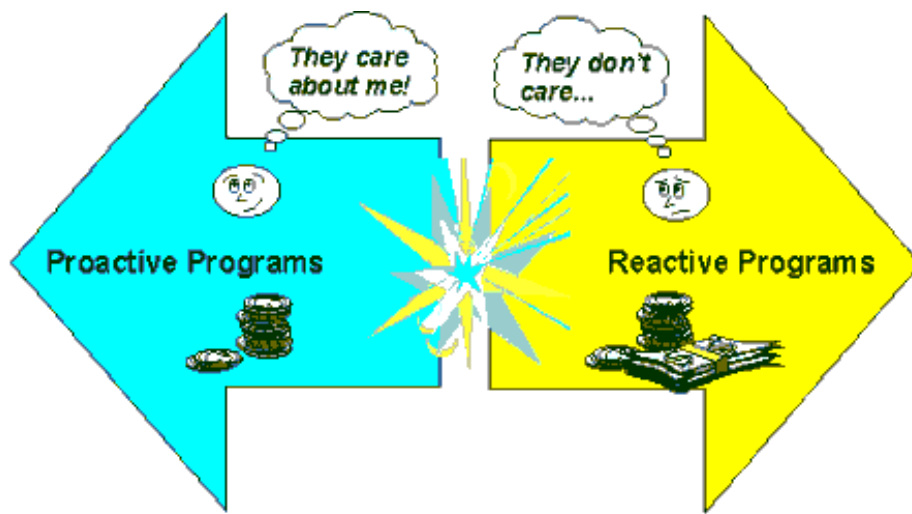 They care
about me!
They don't
care...
Proactive Programs
Reactive Programs